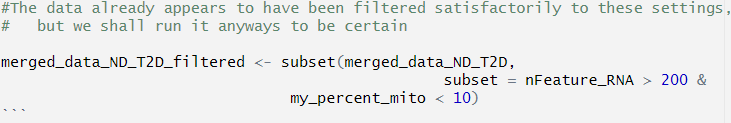 #The data already appears to have been filtered satisfactorily to these settings,
#   but we shall run it anyways to be certain
merged_data_ND_T2D_filtered <- subset(merged_data_ND_T2D,
subset = nFeature_RNA > 200 &
my_percent_mito < 10)
```